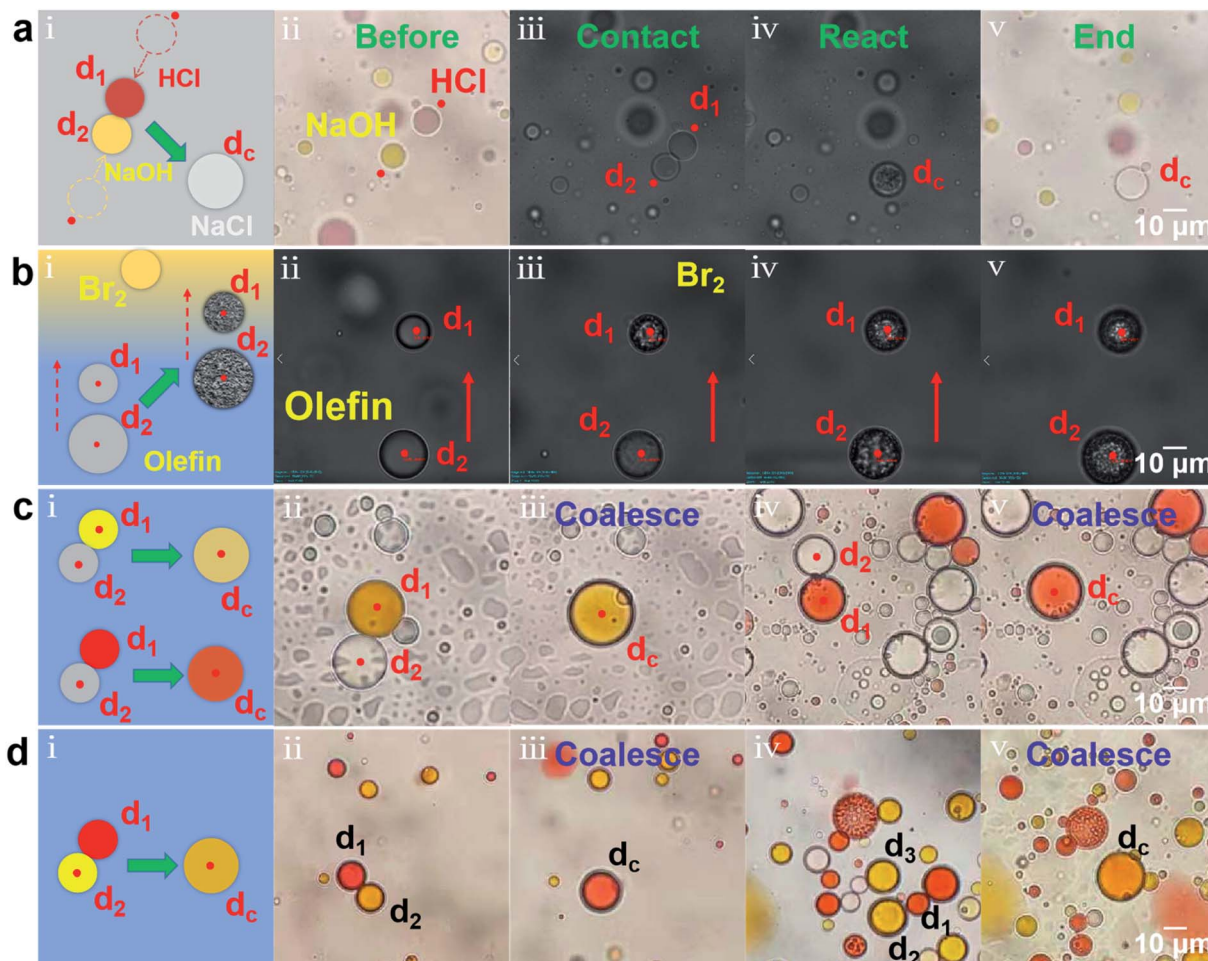 a
i
d1
HCl
d2
NaOH
dc
NaCl
ii
Before
HCl
NaOH
iii
Contact
d1
d2
iv
React
dc
v
End
dc
10 μm
b
i
Br2
d1
d2
d1
d2
Olefin
ii
d1
Olefin
d2
iii
Br2
d1
d2
iv
d1
d2
v
d1
d2
10 μm
c
i
d1
d2
dc
d1
d2
dc
ii
d1
d2
iii
Coalesce
dc
iv
d2
d1
v
Coalesce
dc
10 μm
d
i
d1
d2
dc
ii
d1
d2
iii
Coalesce
dc
iv
d3
d1
d2
v
Coalesce
dc
10 μm